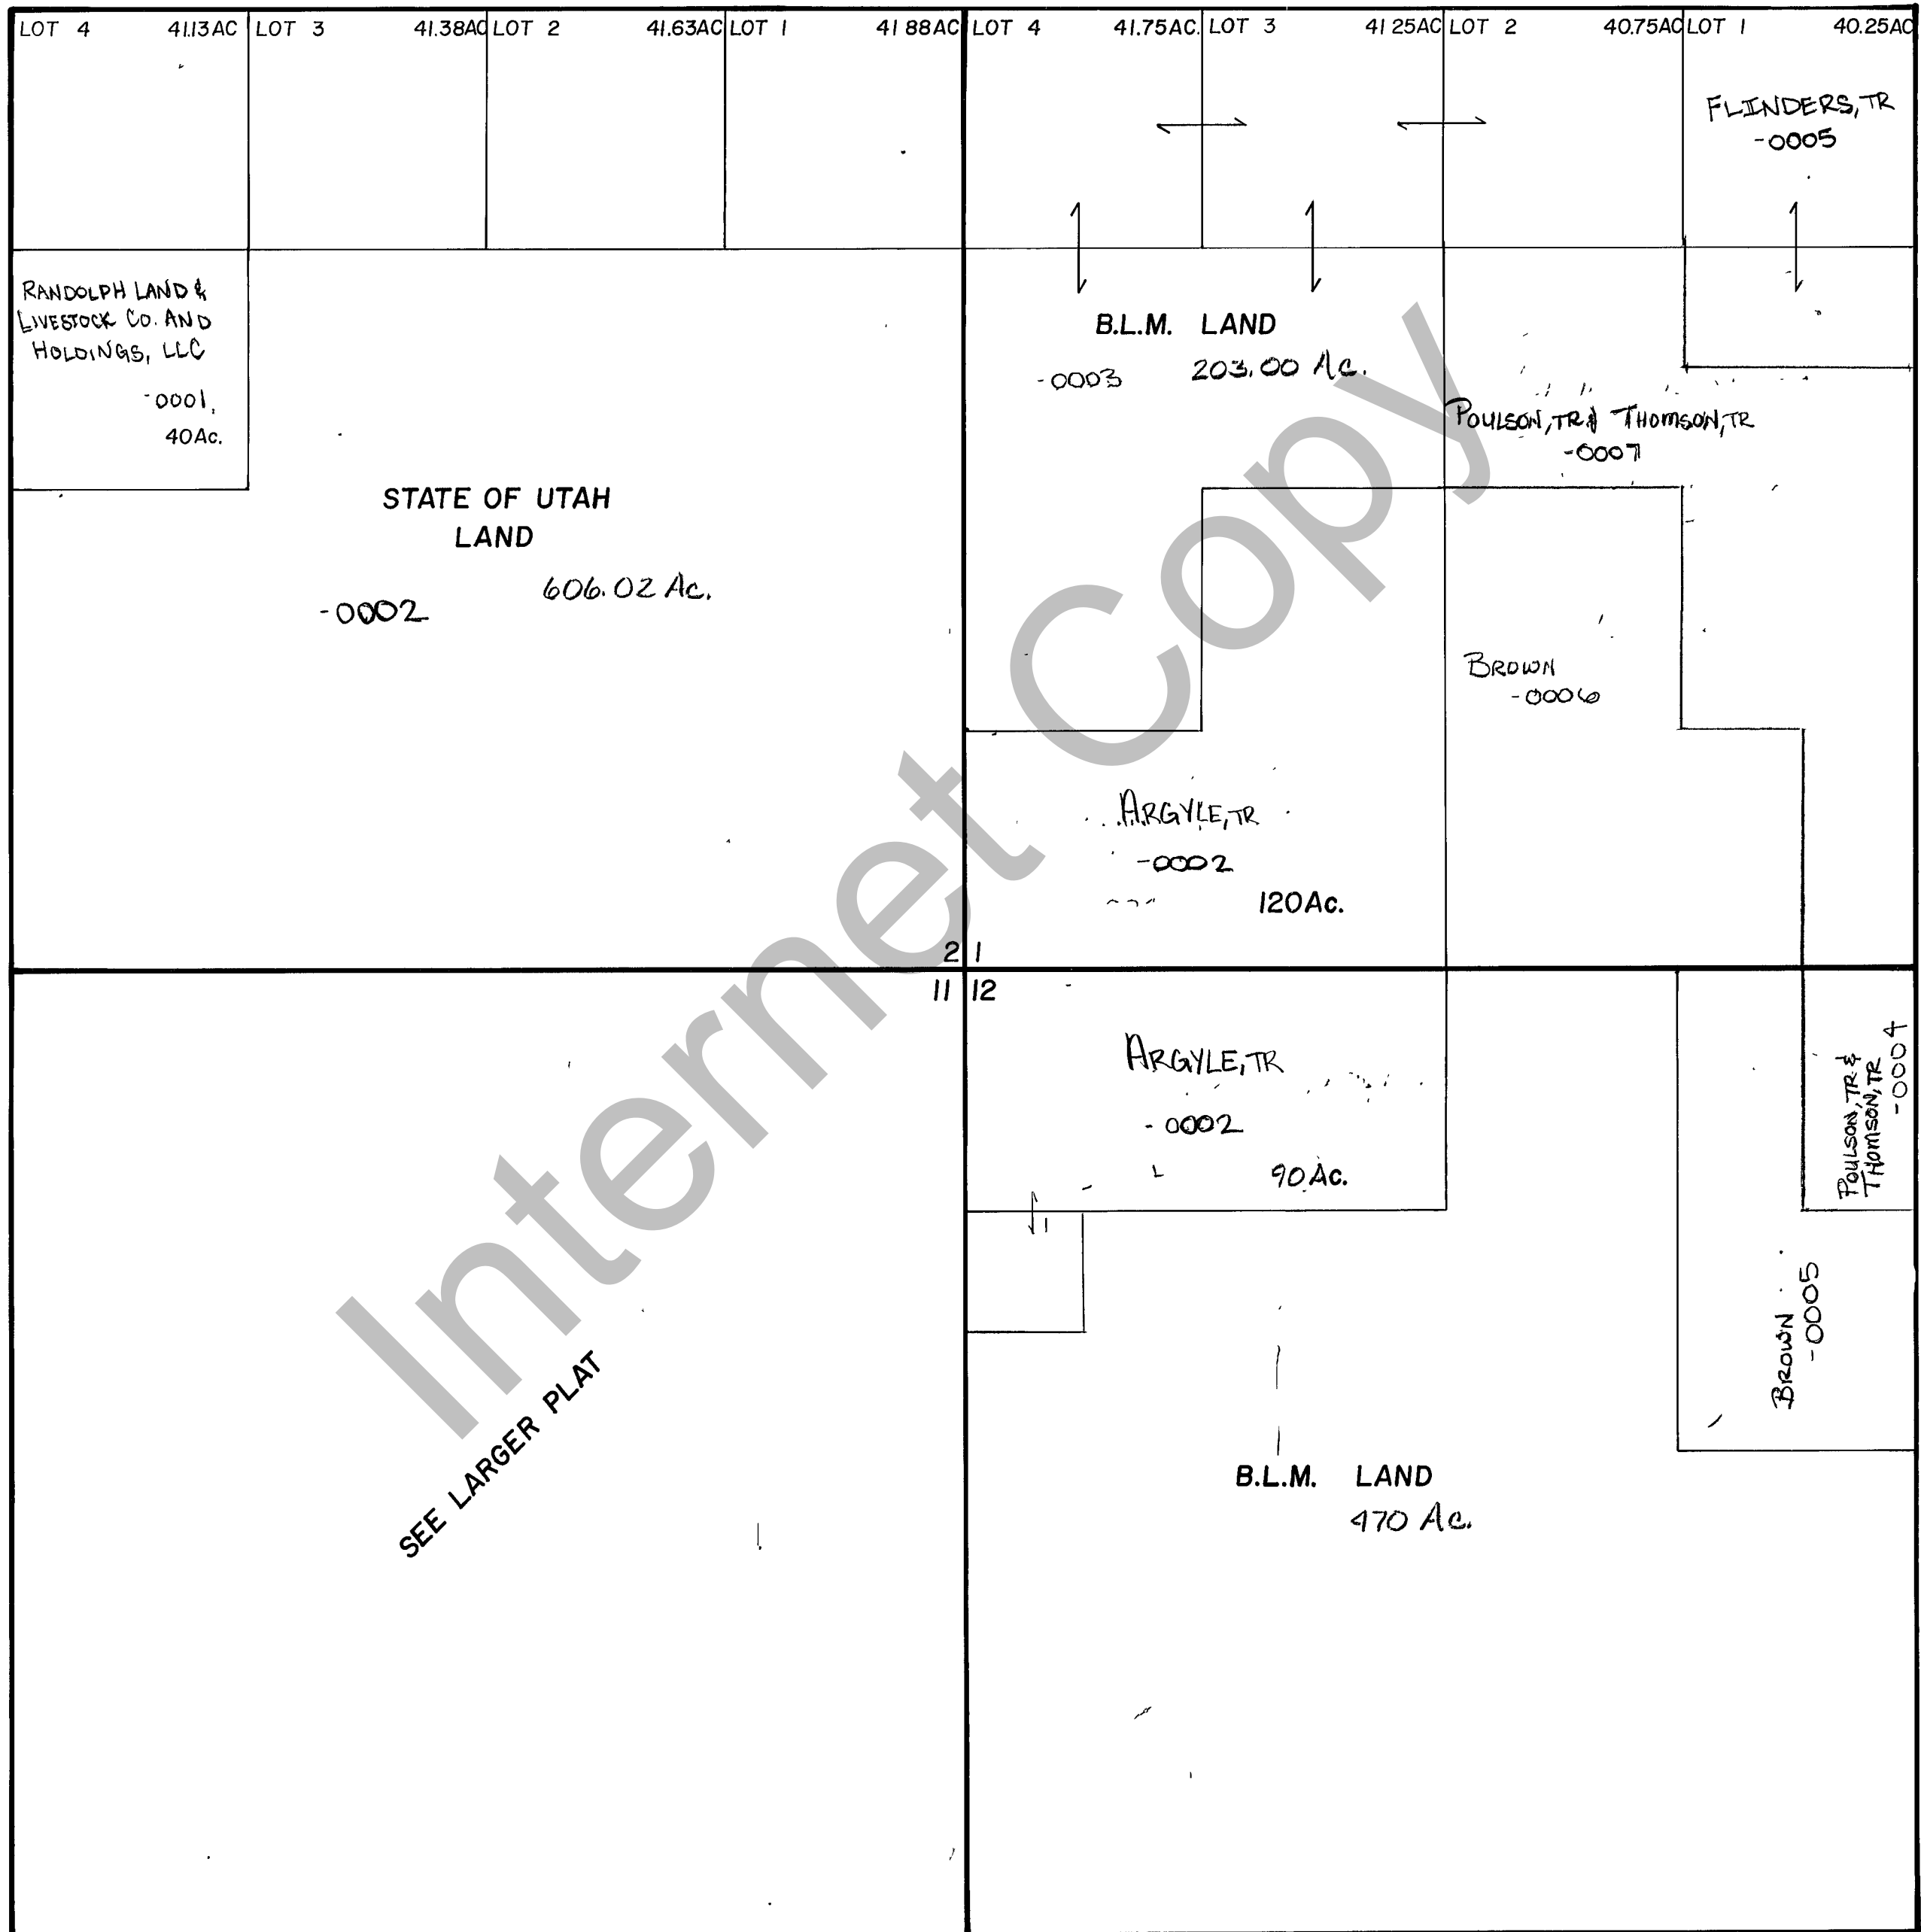 LOT 4 41.13AC LOT 3 41.38AC LOT 2 41.63AC LOT 1 41 88AC LOT 4 41.75AC. LOT 3 41 25AC LOT 2 40.75AC LOT 1 40.25AC
FLINDERS, TR
-0005
RANDOLPH LAND &
LIVESTOCK CO. AND
HOLDINGS, LLC
-0001
40Ac.
B.L.M. LAND
-0003 203.00 Ac.
POULSON, TR & THOMSON, TR
-0007
STATE OF UTAH
LAND
606.02 Ac.
-0002
BROWN
-0006
ARGYLE, TR
-0002
120Ac.
2 1
11 12
ARGYLE, TR
-0002
90Ac.
POULSON, TR &
THOMSON, TR
-0004
BROWN
-0005
B.L.M. LAND
470 Ac.
SEE LARGER PLAT
Internet Copy